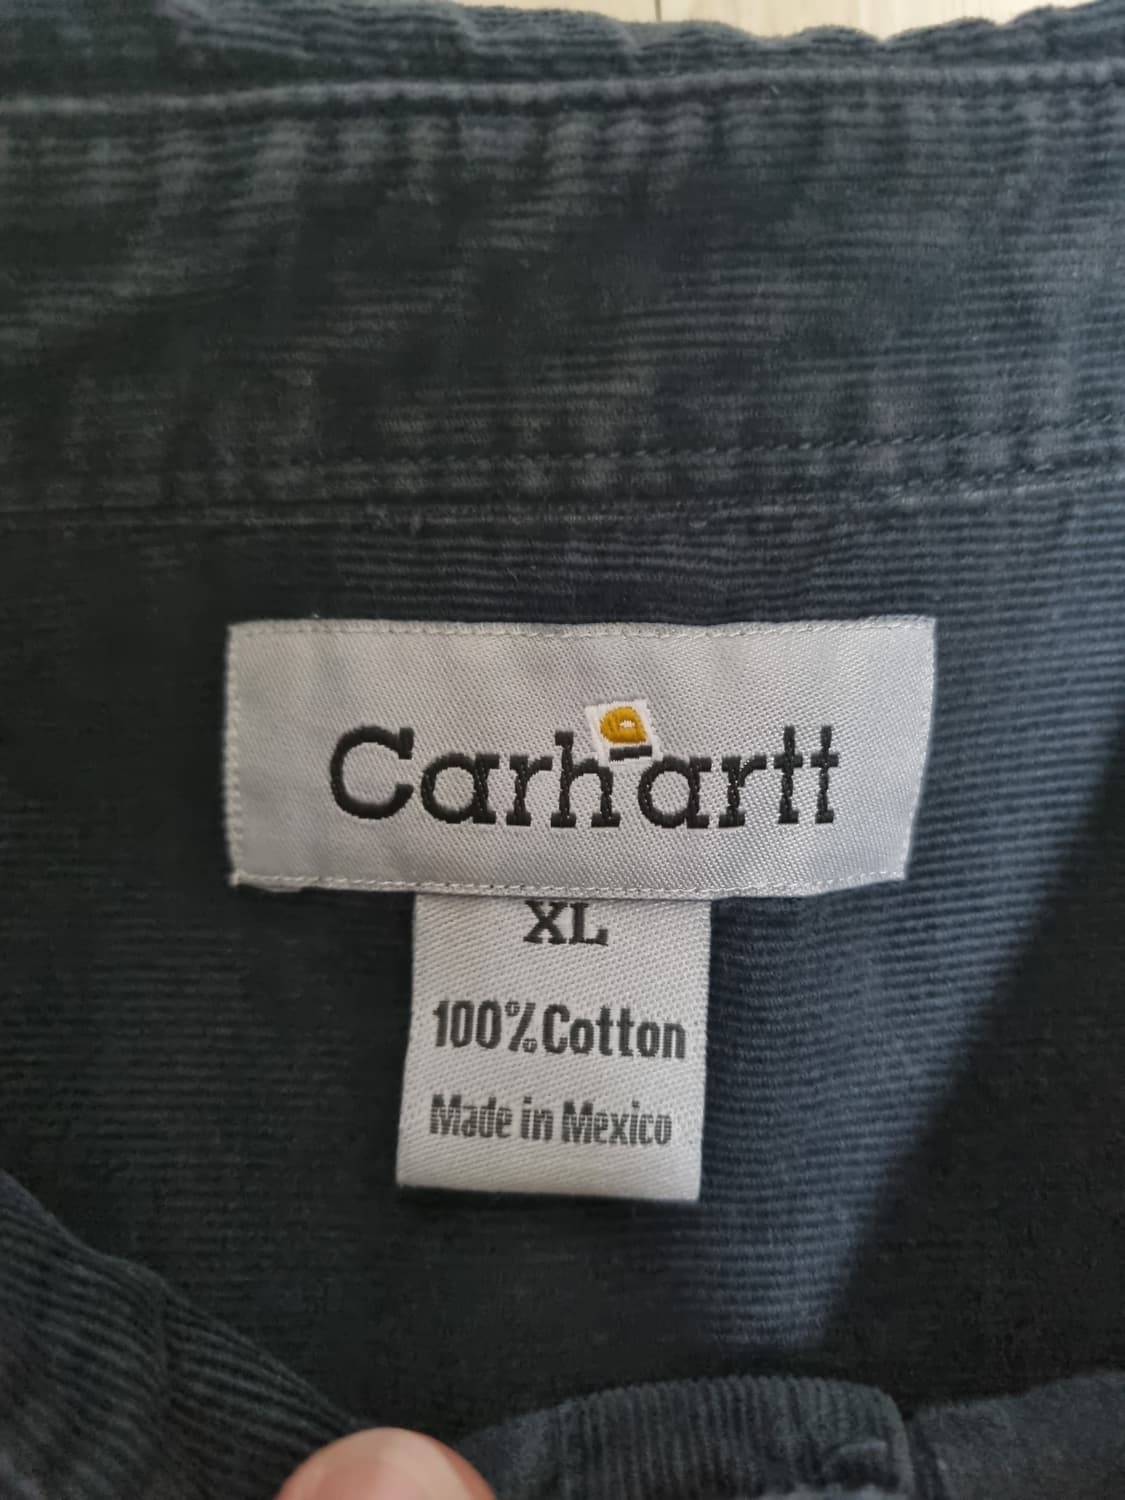 Carhartt
XL
100% Cotton
Made in Mexico